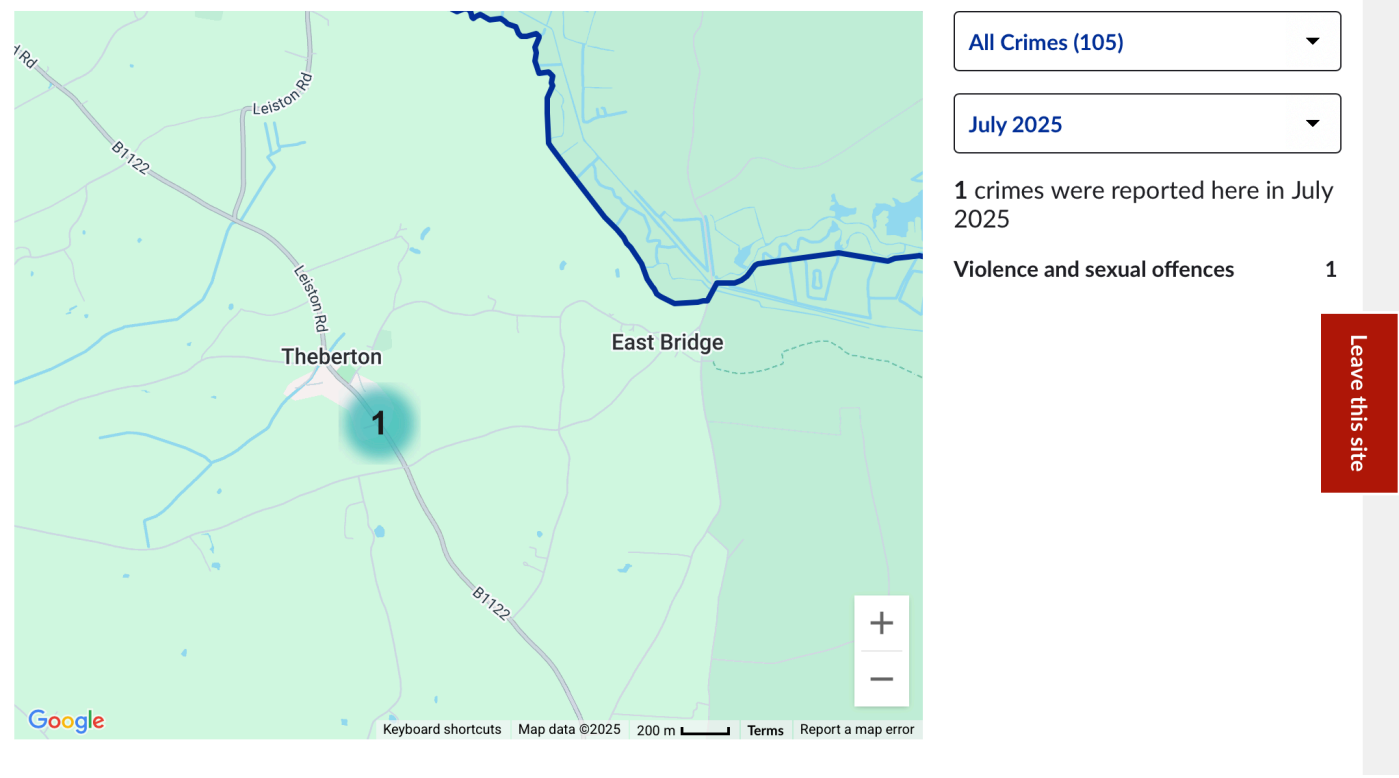 d Rd
Leiston Rd
B1122
Leiston Rd
Theberton
East Bridge
1
B1122
Google
Keyboard shortcuts
Map data ©2025
200 m
Terms
Report a map error
All Crimes (105)
July 2025
1 crimes were reported here in July
2025
Violence and sexual offences 1
Leave this site